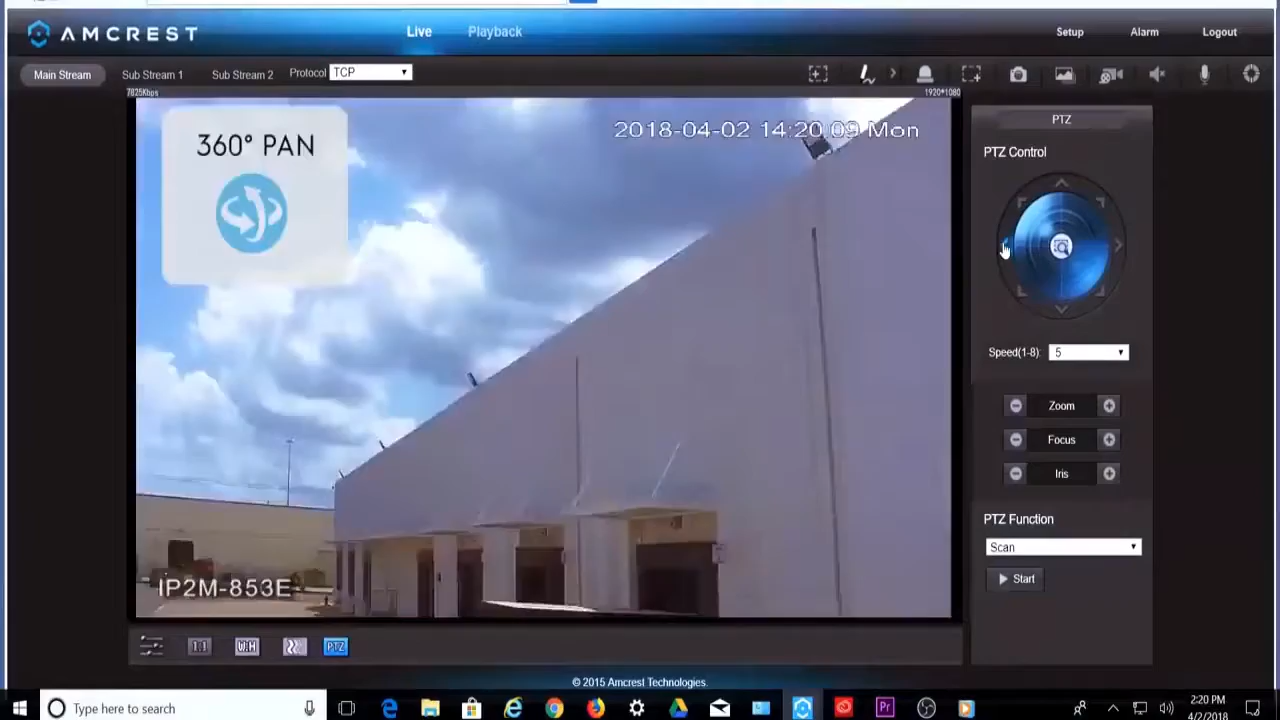 AMCREST
Live
Playback
Setup
Alarm
Logout
Main Stream
Sub Stream 1
Sub Stream 2
Protocol
TCP
7825Kbps
1920*1080
360° PAN
2018-04-02 14:20:09 Mon
IP2M-853E
PTZ
PTZ Control
Speed(1-8):
5
Zoom
Focus
Iris
PTZ Function
Scan
Start
1:1
W:H
PTZ
© 2015 Amcrest Technologies.
Type here to search
Pr
2:20 PM
4/2/2018